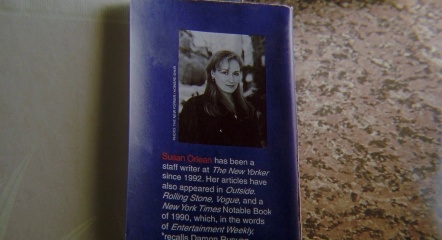 Susan Orlean has been a
staff writer at The New Yorker
since 1992. Her articles have
also appeared in Outside,
Rolling Stone, Vogue, and a
New York Times Notable Book
of 1990, which, in the words
of Entertainment Weekly,
"recalls Damon Runyon